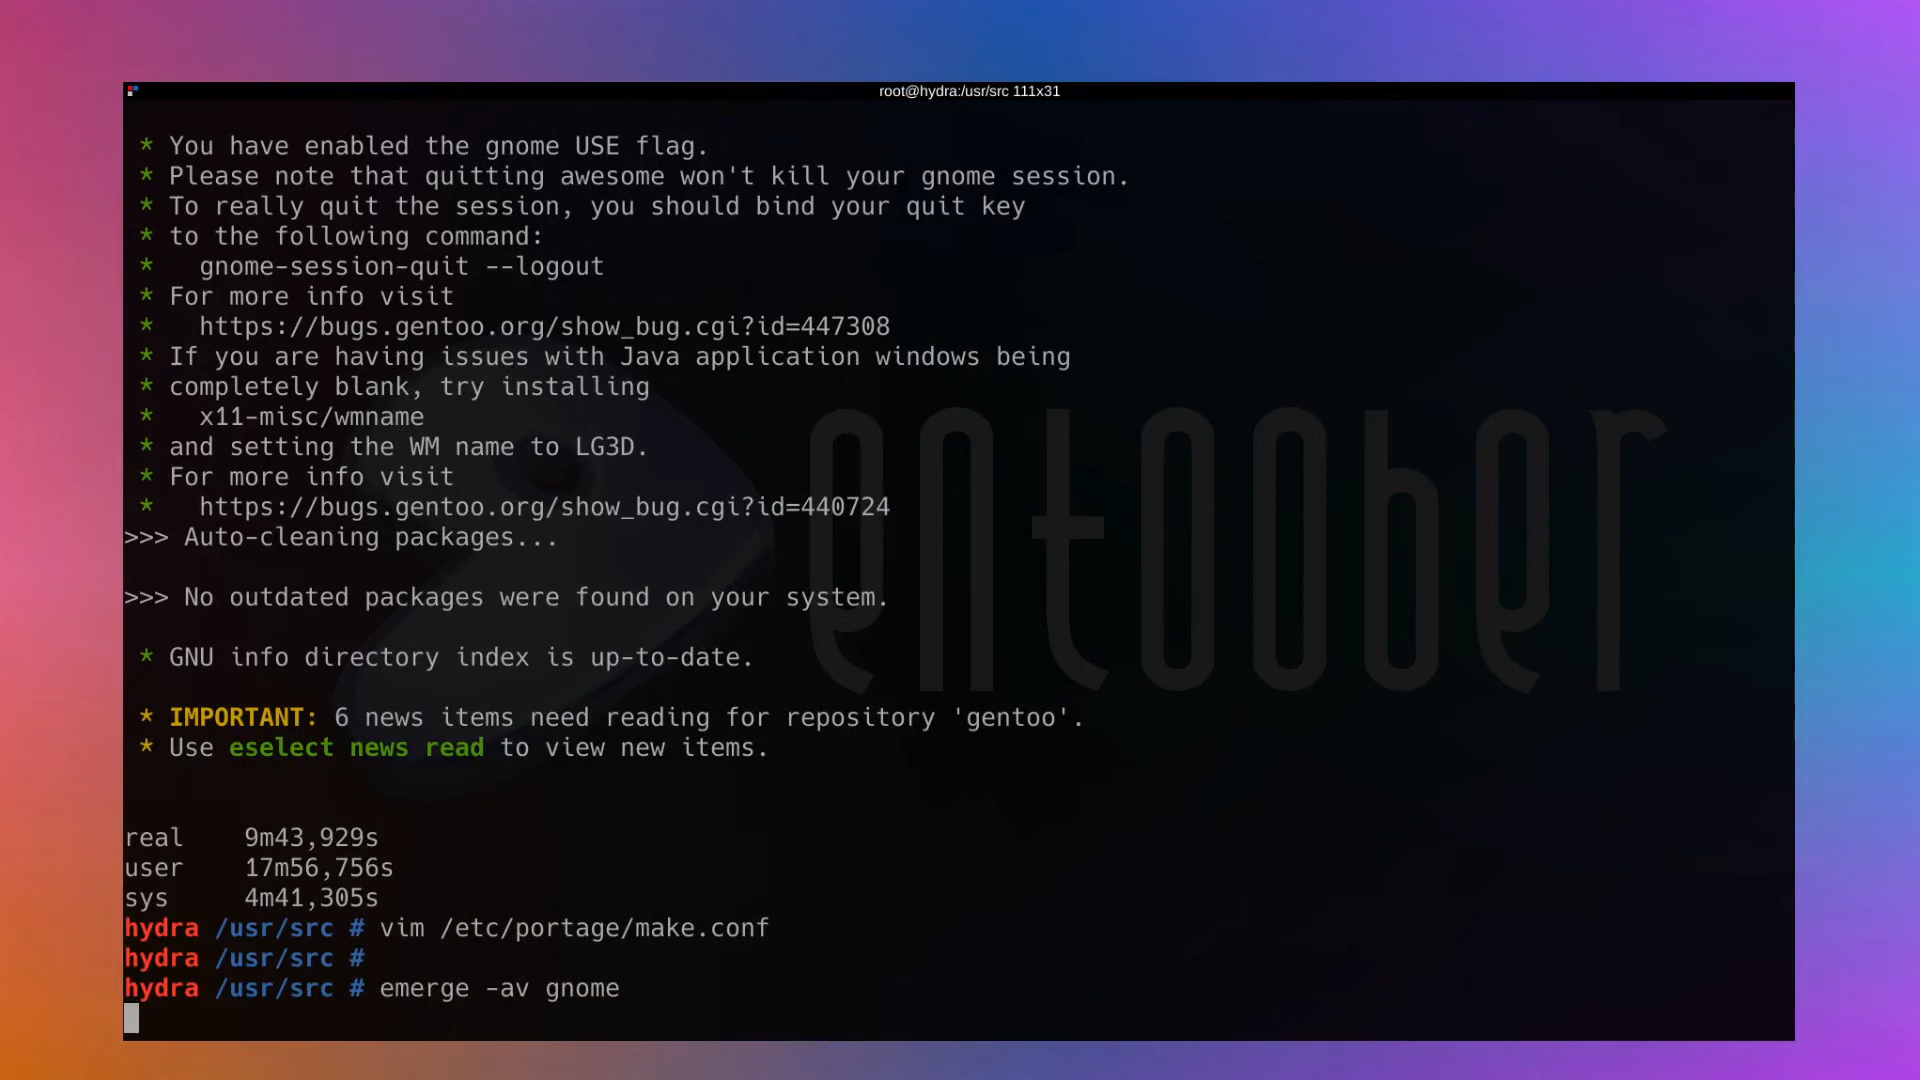 root@hydra:/usr/src 111x31
* You have enabled the gnome USE flag.
* Please note that quitting awesome won't kill your gnome session.
* To really quit the session, you should bind your quit key
* to the following command:
*   gnome-session-quit --logout
* For more info visit
*   https://bugs.gentoo.org/show_bug.cgi?id=447308
* If you are having issues with Java application windows being
* completely blank, try installing
*   x11-misc/wmname
* and setting the WM name to LG3D.
* For more info visit
*   https://bugs.gentoo.org/show_bug.cgi?id=440724
>>> Auto-cleaning packages...
>>> No outdated packages were found on your system.
* GNU info directory index is up-to-date.
* IMPORTANT: 6 news items need reading for repository 'gentoo'.
* Use eselect news read to view new items.
real    9m43,929s
user    17m56,756s
sys     4m41,305s
hydra /usr/src # vim /etc/portage/make.conf
hydra /usr/src #
hydra /usr/src # emerge -av gnome
entoober